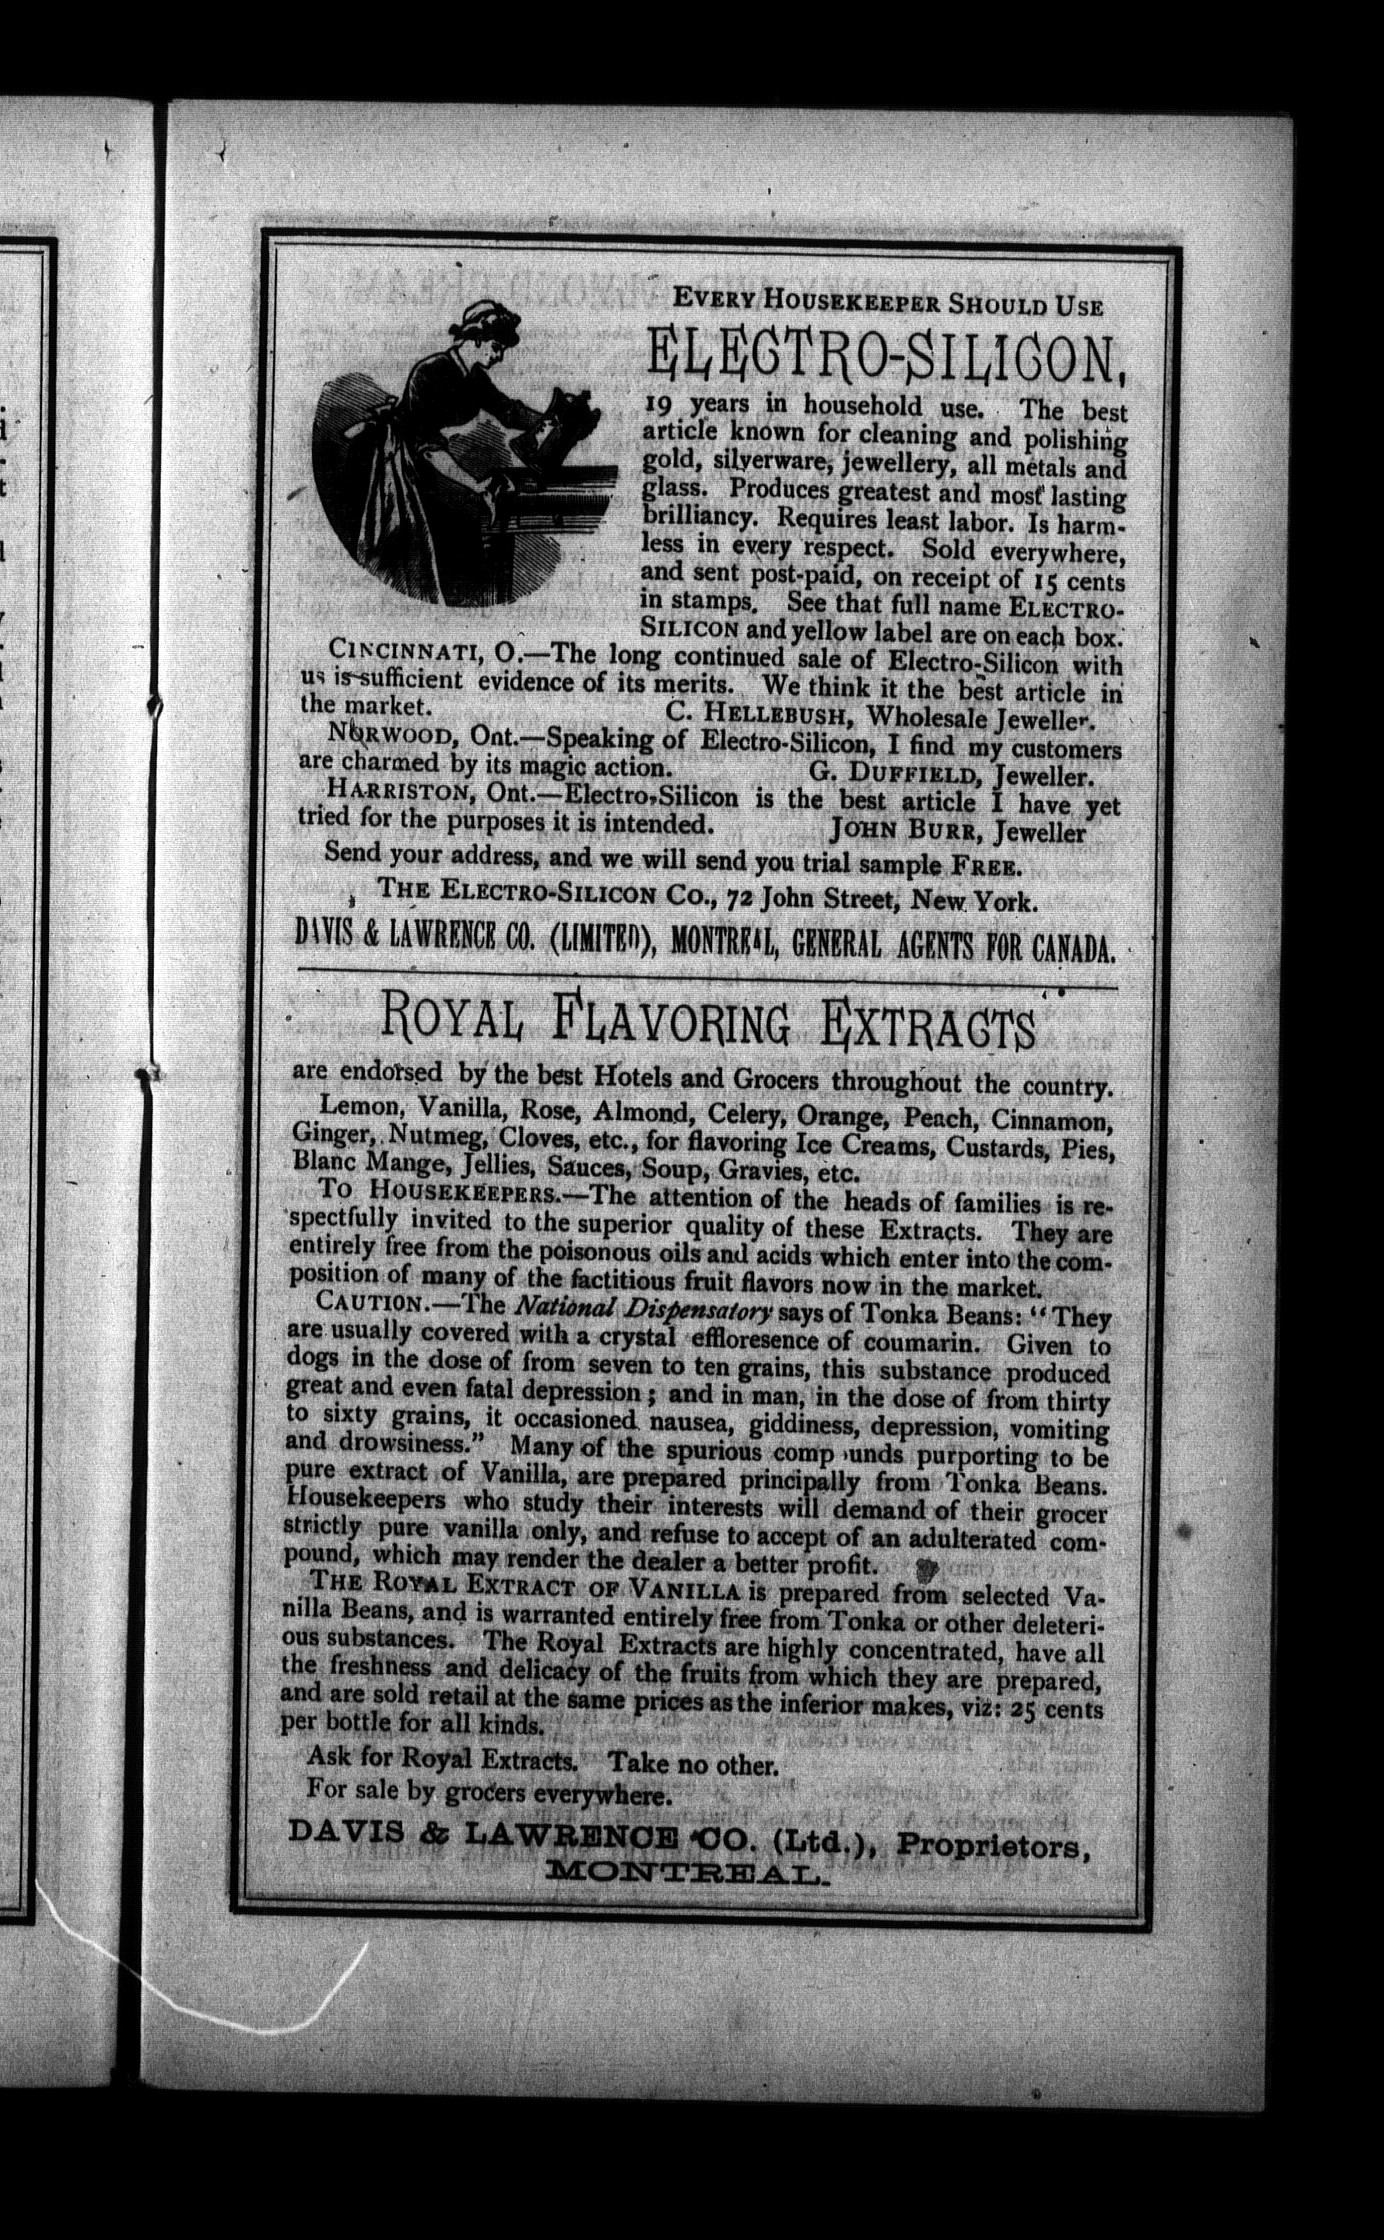 EVERY HOUSEKEEPER SHOULD USE
ELECTRO-SILICON,
19 years in household use. The best
article known for cleaning and polishing
gold, silverware, jewellery, all metals and
glass. Produces greatest and most lasting
brilliancy. Requires least labor. Is harm-
less in every respect. Sold everywhere,
and sent post-paid, on receipt of 15 cents
in stamps. See that full name ELECTRO-
SILICON and yellow label are on each box.
CINCINNATI, O.—The long continued sale of Electro-Silicon with
us is sufficient evidence of its merits. We think it the best article in
the market. C. HELLEBUSH, Wholesale Jeweller.
NORWOOD, Ont.—Speaking of Electro-Silicon, I find my customers
are charmed by its magic action. G. DUFFIELD, Jeweller.
HARRISTON, Ont.—Electro-Silicon is the best article I have yet
tried for the purposes it is intended. JOHN BURR, Jeweller
Send your address, and we will send you trial sample FREE.
THE ELECTRO-SILICON CO., 72 John Street, New York.
DAVIS & LAWRENCE CO. (LIMITED), MONTREAL, GENERAL AGENTS FOR CANADA.
ROYAL FLAVORING EXTRACTS
are endorsed by the best Hotels and Grocers throughout the country.
Lemon, Vanilla, Rose, Almond, Celery, Orange, Peach, Cinnamon,
Ginger, Nutmeg, Cloves, etc., for flavoring Ice Creams, Custards, Pies,
Blanc Mange, Jellies, Sauces, Soup, Gravies, etc.
TO HOUSEKEEPERS.—The attention of the heads of families is re-
spectfully invited to the superior quality of these Extracts. They are
entirely free from the poisonous oils and acids which enter into the com-
position of many of the factitious fruit flavors now in the market.
CAUTION.—The National Dispensatory says of Tonka Beans: "They
are usually covered with a crystal effloresence of coumarin. Given to
dogs in the dose of from seven to ten grains, this substance produced
great and even fatal depression; and in man, in the dose of from thirty
to sixty grains, it occasioned nausea, giddiness, depression, vomiting
and drowsiness." Many of the spurious comp unds purporting to be
pure extract of Vanilla, are prepared principally from Tonka Beans.
Housekeepers who study their interests will demand of their grocer
strictly pure vanilla only, and refuse to accept of an adulterated com-
pound, which may render the dealer a better profit.
THE ROYAL EXTRACT OF VANILLA is prepared from selected Va-
nilla Beans, and is warranted entirely free from Tonka or other deleteri-
ous substances. The Royal Extracts are highly concentrated, have all
the freshness and delicacy of the fruits from which they are prepared,
and are sold retail at the same prices as the inferior makes, viz: 25 cents
per bottle for all kinds.
Ask for Royal Extracts. Take no other.
For sale by grocers everywhere.
DAVIS & LAWRENCE CO. (Ltd.), Proprietors,
MONTREAL.